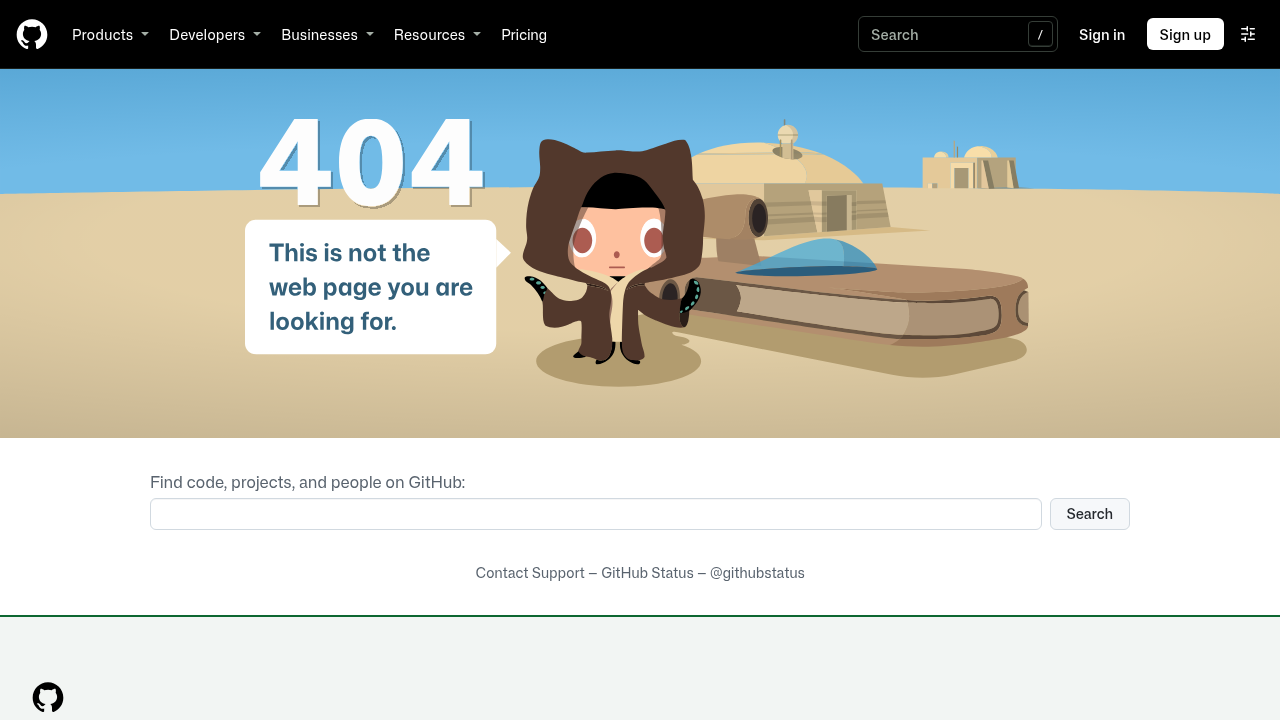 Products Developers Businesses Resources Pricing Search / Sign in Sign up
404
This is not the
web page you are
looking for.
Find code, projects, and people on GitHub:
Search
Contact Support — GitHub Status — @githubstatus